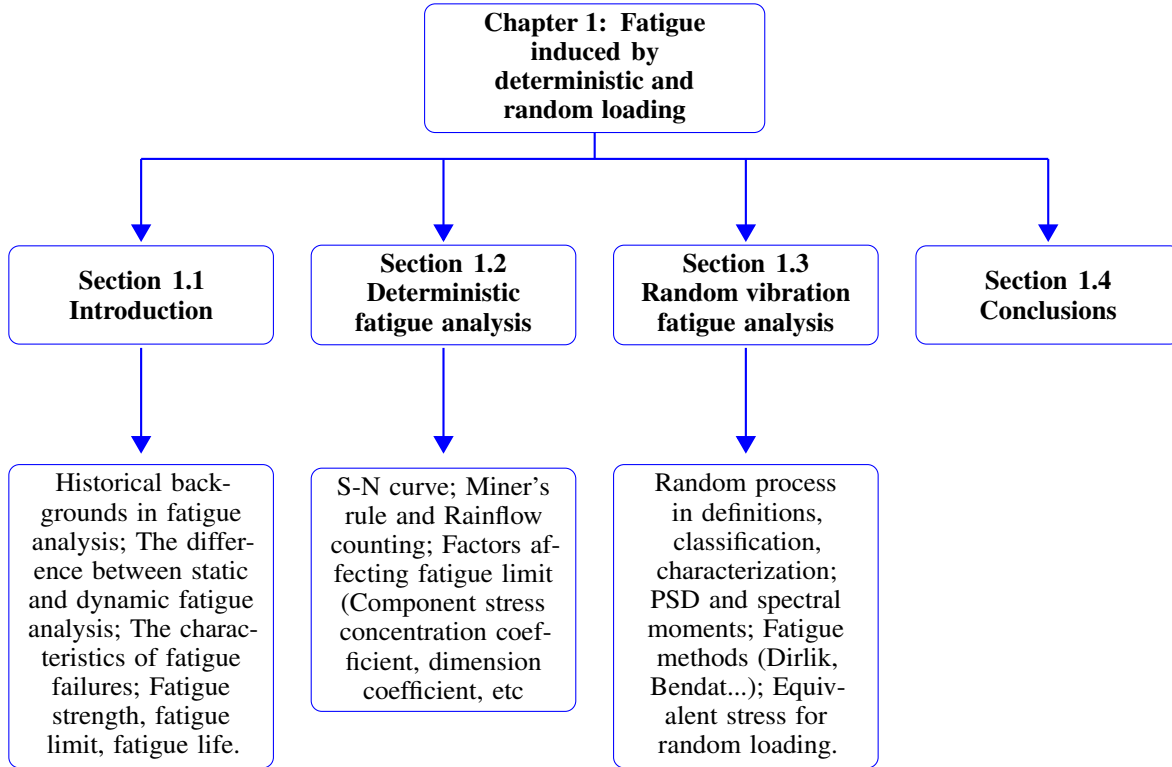 Chapter 1: Fatigue
induced by
deterministic and
random loading
Section 1.1
Introduction
Section 1.2
Deterministic
fatigue analysis
Section 1.3
Random vibration
fatigue analysis
Section 1.4
Conclusions
Historical back-
grounds in fatigue
analysis; The differ-
ence between static
and dynamic fatigue
analysis; The charac-
teristics of fatigue
failures; Fatigue
strength, fatigue
limit, fatigue life.
S-N curve; Miner's
rule and Rainflow
counting; Factors af-
fecting fatigue limit
(Component stress
concentration coef-
ficient, dimension
coefficient, etc
Random process
in definitions,
classification,
characterization;
PSD and spectral
moments; Fatigue
methods (Dirlik,
Bendat...); Equiv-
alent stress for
random loading.